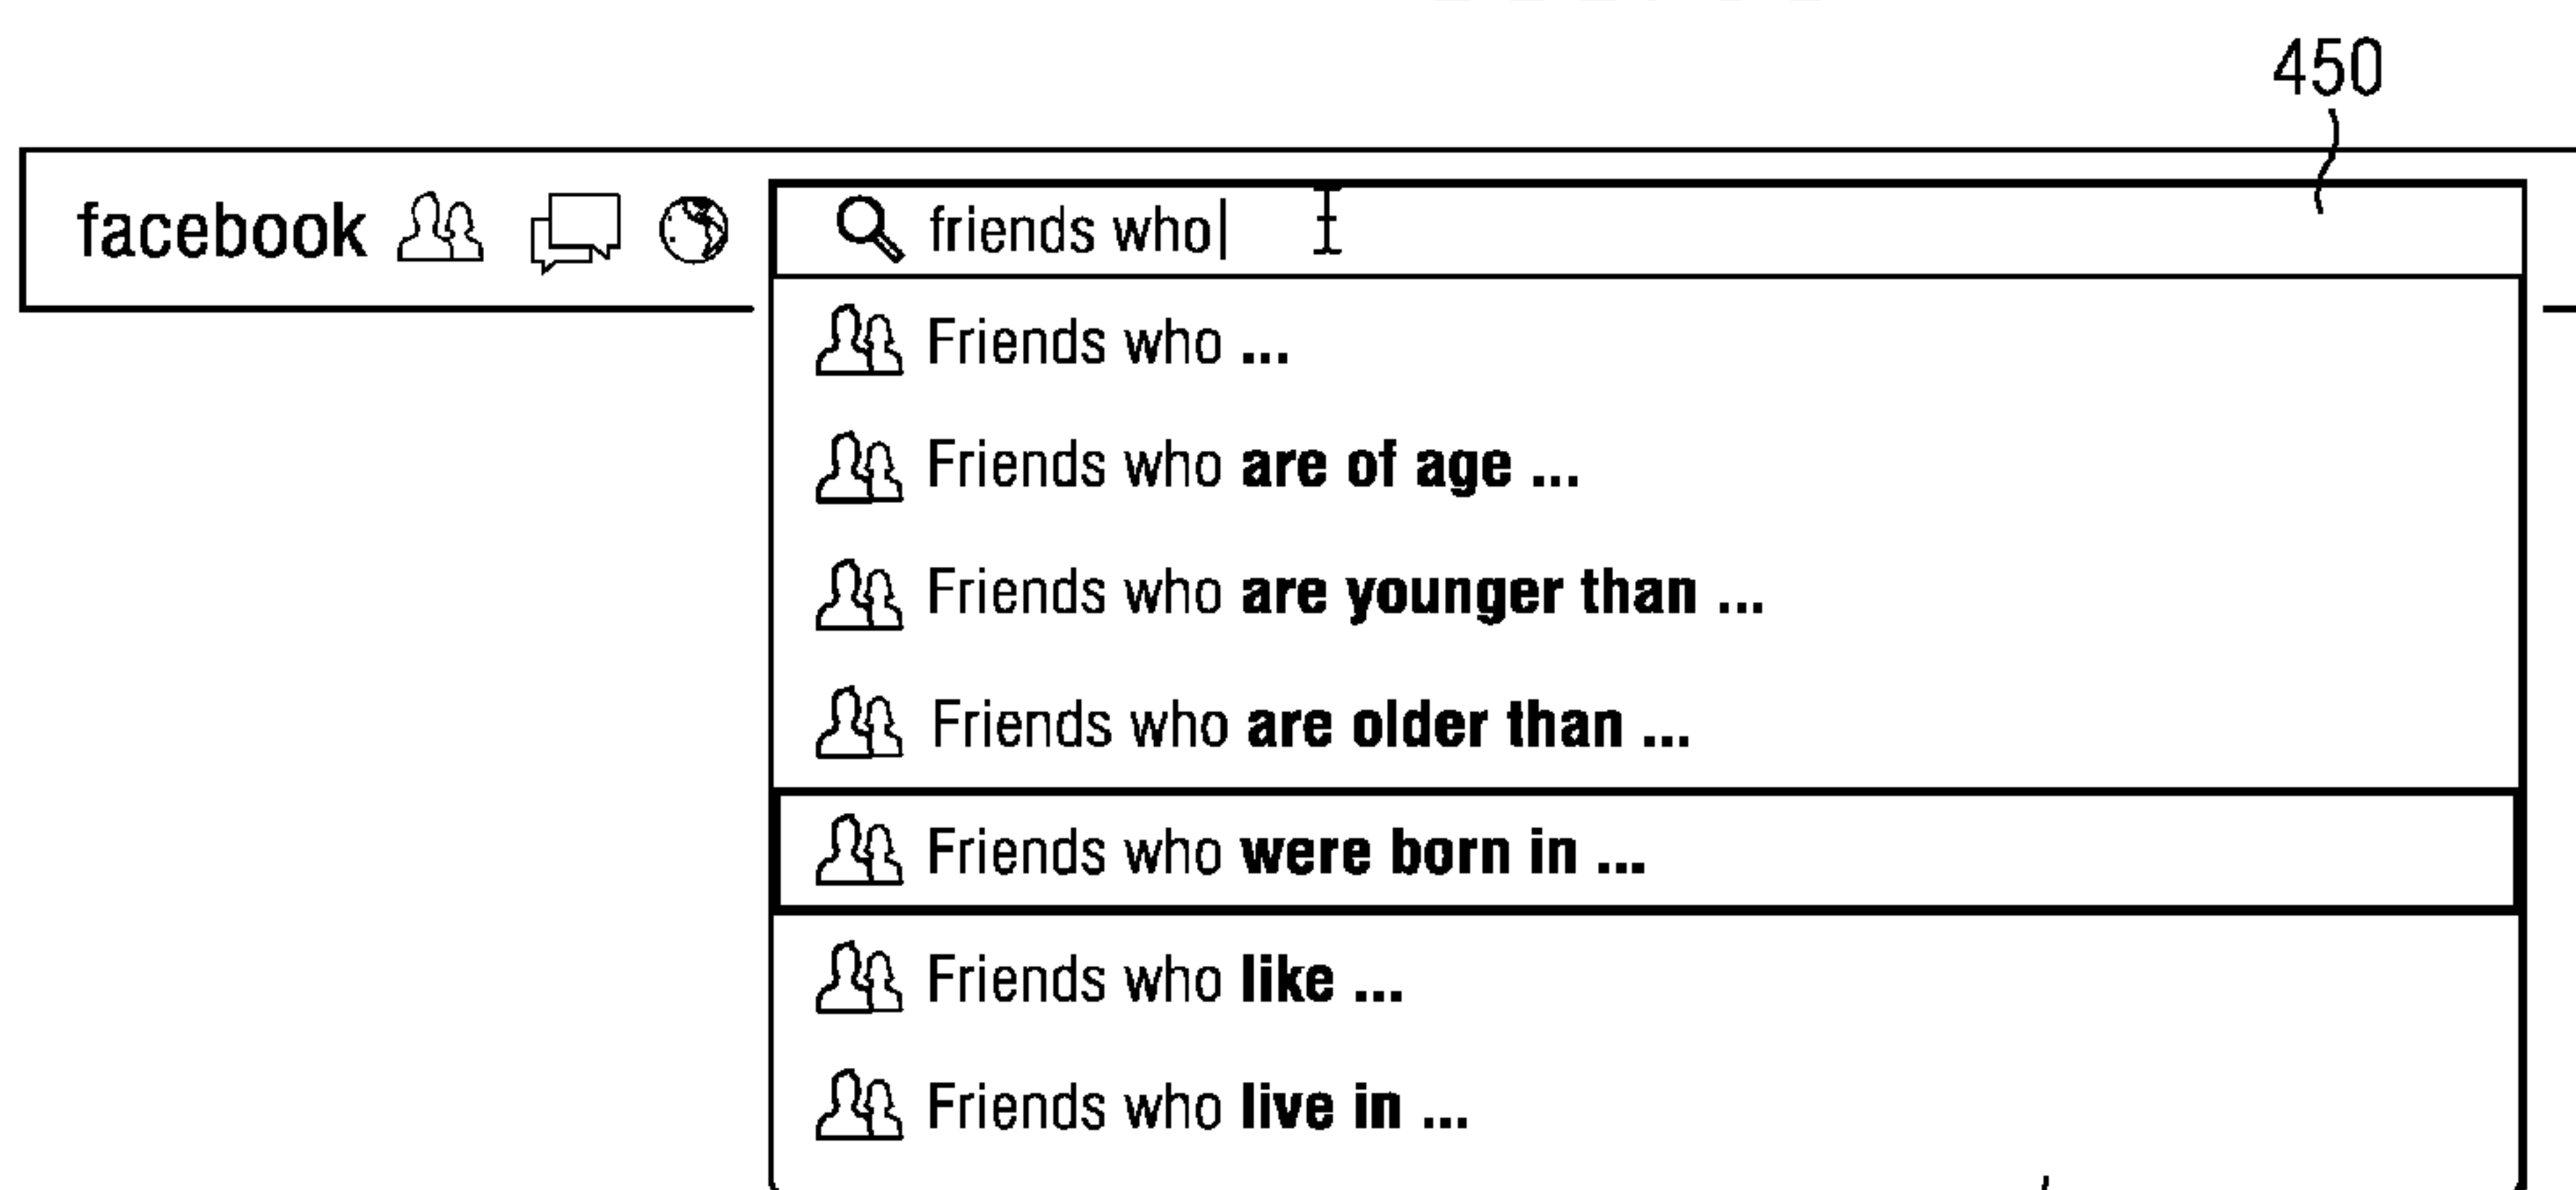 450
facebook friends who
Friends who ...
Friends who are of age ...
Friends who are younger than ...
Friends who are older than ...
Friends who were born in ...
Friends who like ...
Friends who live in ...